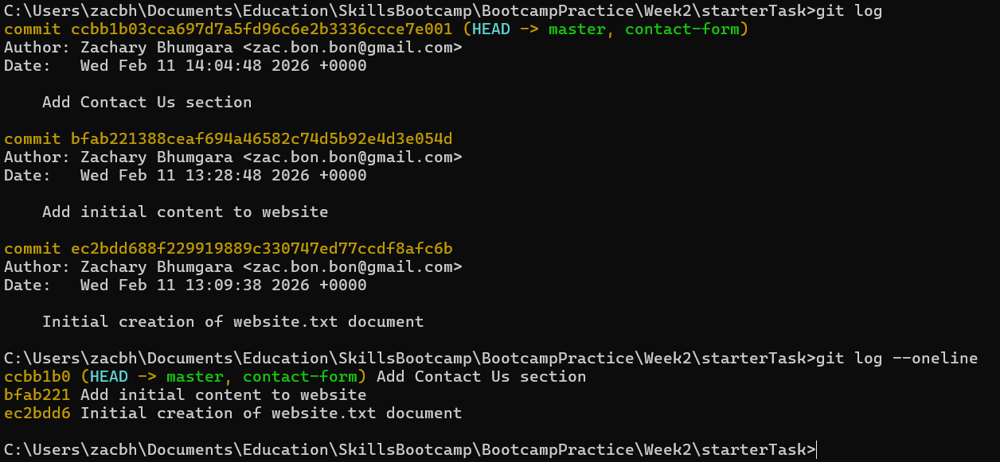 C:\Users\zacbh\Documents\Education\SkillsBootcamp\BootcampPractice\Week2\starterTask>git log
commit ccbb1b03cca697d7a5fd96c6e2b3336ccce7e001 (HEAD -> master, contact-form)
Author: Zachary Bhumgara <zac.bon.bon@gmail.com>
Date:   Wed Feb 11 14:04:48 2026 +0000
    Add Contact Us section
commit bfab221388ceaf694a46582c74d5b92e4d3e054d
Author: Zachary Bhumgara <zac.bon.bon@gmail.com>
Date:   Wed Feb 11 13:28:48 2026 +0000
    Add initial content to website
commit ec2bdd688f229919889c330747ed77ccdf8afc6b
Author: Zachary Bhumgara <zac.bon.bon@gmail.com>
Date:   Wed Feb 11 13:09:38 2026 +0000
    Initial creation of website.txt document
C:\Users\zacbh\Documents\Education\SkillsBootcamp\BootcampPractice\Week2\starterTask>git log --oneline
ccbb1b0 (HEAD -> master, contact-form) Add Contact Us section
bfab221 Add initial content to website
ec2bdd6 Initial creation of website.txt document
C:\Users\zacbh\Documents\Education\SkillsBootcamp\BootcampPractice\Week2\starterTask>